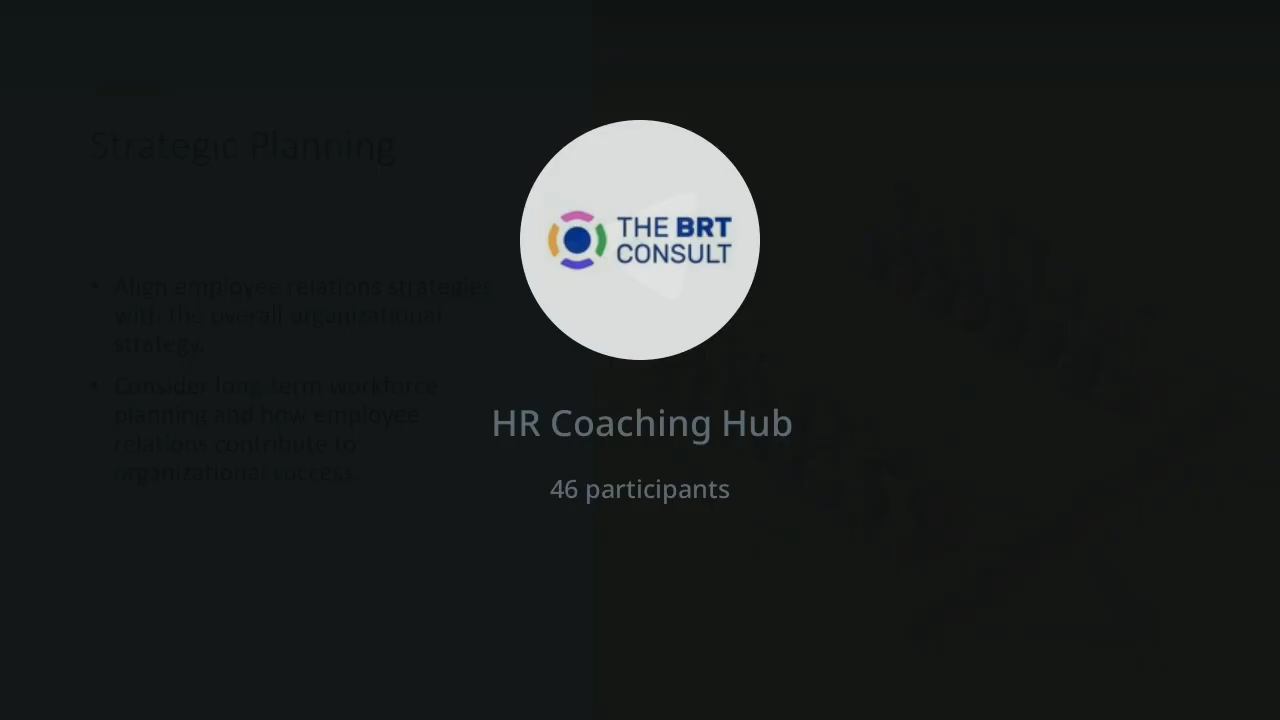 Strategic Planning
• Align employee relations strategies
with the overall organizational
strategy.
• Consider long-term workforce
planning and how employee
relations contribute to
organizational success.
THE BRT
CONSULT
HR Coaching Hub
46 participants